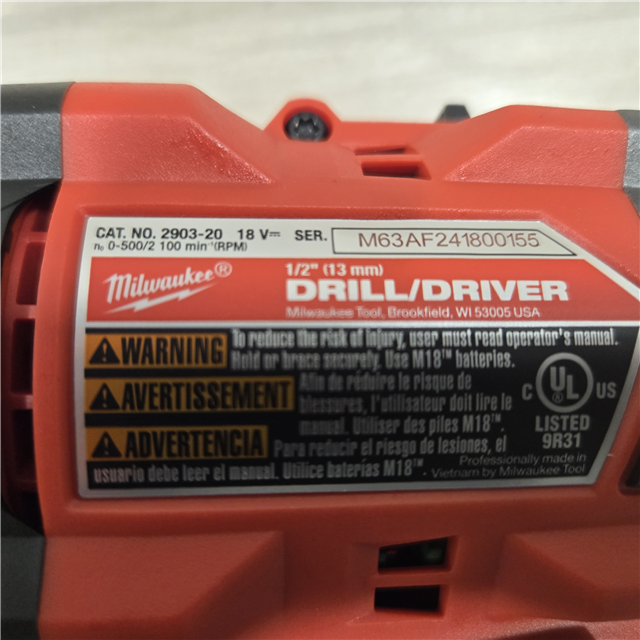 CAT. NO. 2903-20 18 V⎓ SER. M63AF241800155
n₀ 0-500/2 100 min⁻¹(RPM)
Milwaukee®
1/2" (13 mm)
DRILL/DRIVER
Milwaukee Tool, Brookfield, WI 53005 USA
WARNING To reduce the risk of injury, user must read operator's manual.
Hold or brace securely. Use M18™ batteries.
AVERTISSEMENT Afin de réduire le risque de
blessures, l'utilisateur doit lire le
manual. Utiliser des piles M18™.
ADVERTENCIA Para reducir el riesgo de lesiones, el
usuario debe leer el manual. Utilice baterías M18™.
C UL US
LISTED
9R31
Professionally made in
Vietnam by Milwaukee Tool